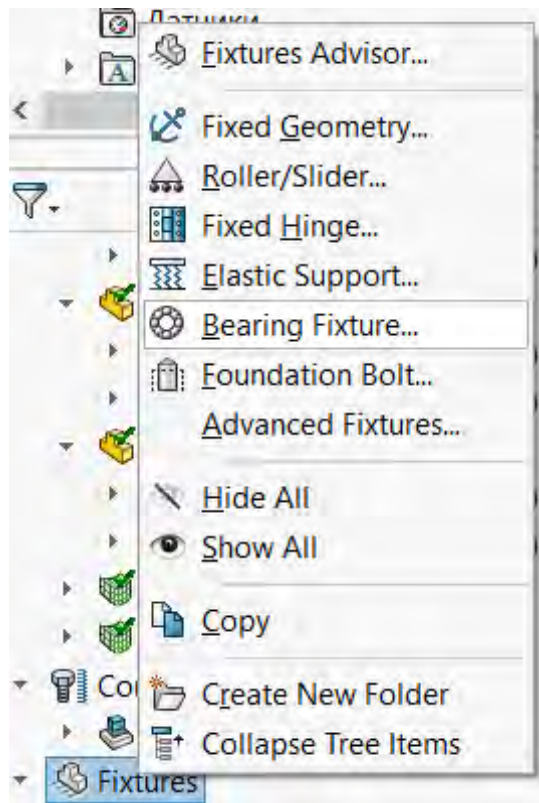 Датчики
A
Fixtures Advisor...
Fixed Geometry...
Roller/Slider...
Fixed Hinge...
Elastic Support...
Bearing Fixture...
Foundation Bolt...
Advanced Fixtures...
Hide All
Show All
Copy
Create New Folder
Collapse Tree Items
Fixtures